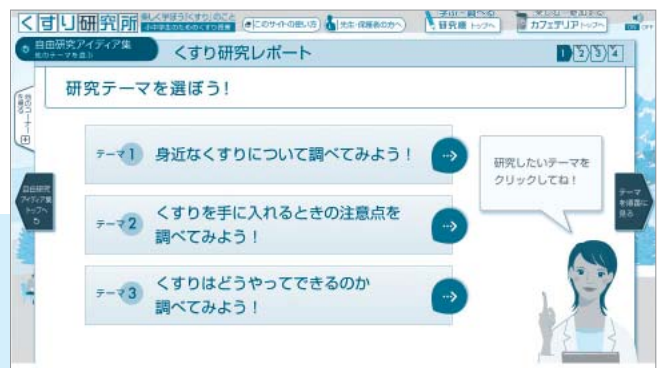 くすり研究所
楽しく学ぼう!くすりのこと
小中学生のためのくすり授業
このサイトの使い方
先生・保護者の方へ
研究棟 トップへ
カフェテリア トップへ
ON OFF
自由研究アイディア集
くすり研究レポート
1 2 3 4
研究テーマを選ぼう!
テーマ1 身近なくすりについて調べてみよう!
テーマ2 くすりを手に入れるときの注意点を
調べてみよう!
テーマ3 くすりはどうやってできるのか
調べてみよう!
研究したいテーマを
クリックしてね!
自由研究
アイディア集
トップへ
テーマ
を順番に
見る